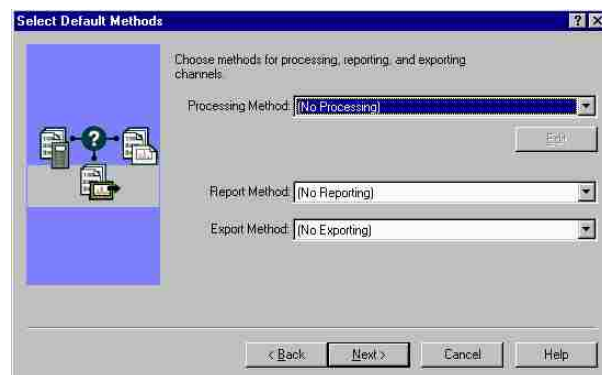 Select Default Methods
Choose methods for processing, reporting, and exporting
channels.
Processing Method: (No Processing)
Edit
Report Method: (No Reporting)
Export Method: (No Exporting)
< Back
Next >
Cancel
Help